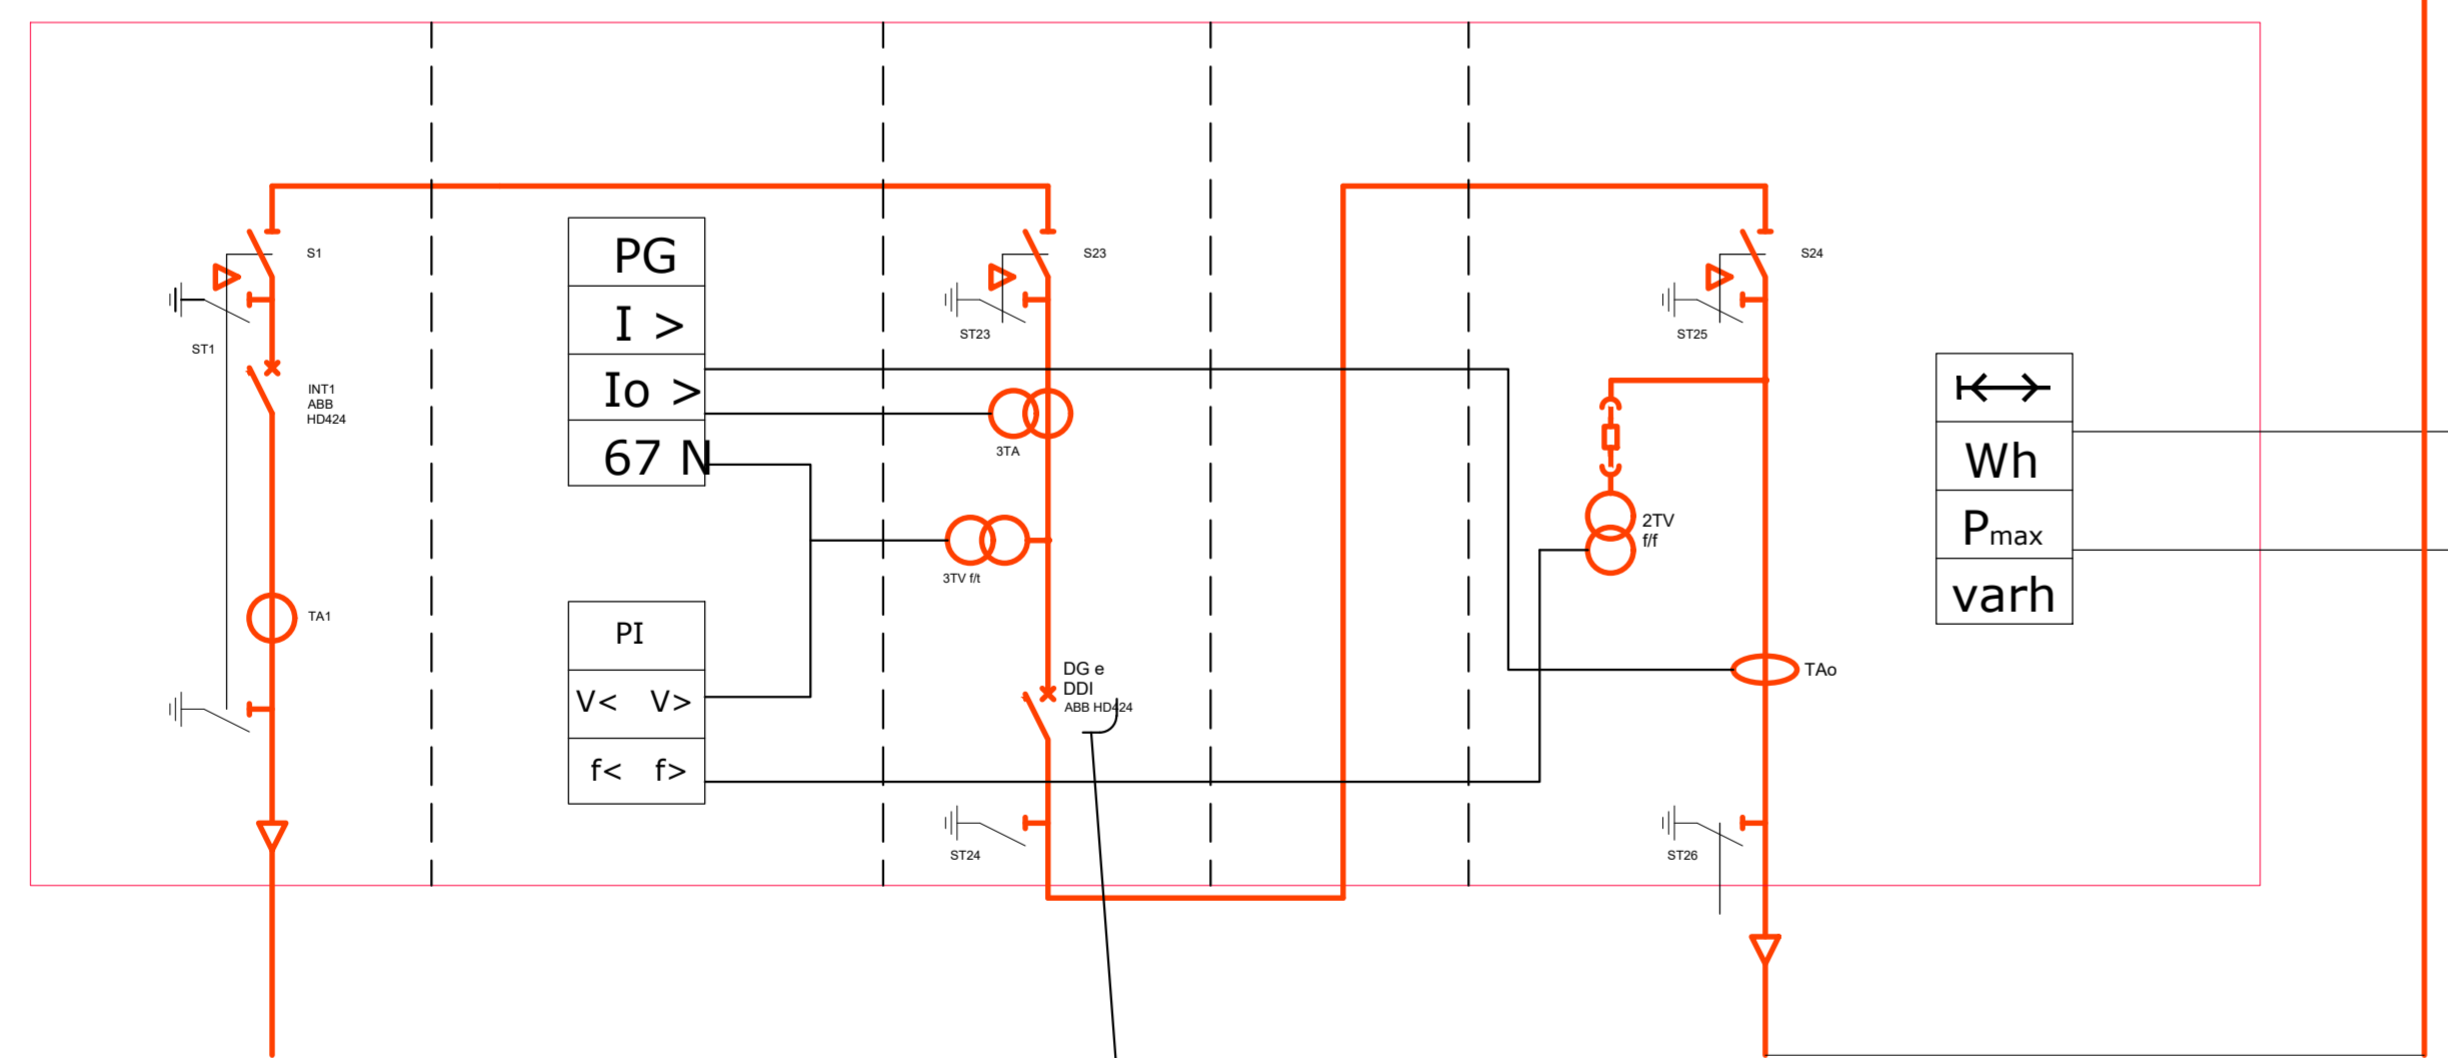 S1
ST1
INT1
ABB
HD424
TA1
PG
I >
Io >
67 N
PI
V< V>
f< f>
S23
ST23
3TA
3TV f/t
DG e
DDI
ABB HD424
ST24
S24
ST25
2TV
f/f
TAo
ST26
Wh
Pmax
varh